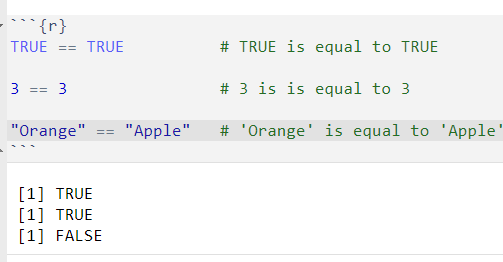 ```{r}
TRUE == TRUE # TRUE is equal to TRUE
3 == 3 # 3 is is equal to 3
"Orange" == "Apple" # 'Orange' is equal to 'Apple'
```
[1] TRUE
[1] TRUE
[1] FALSE